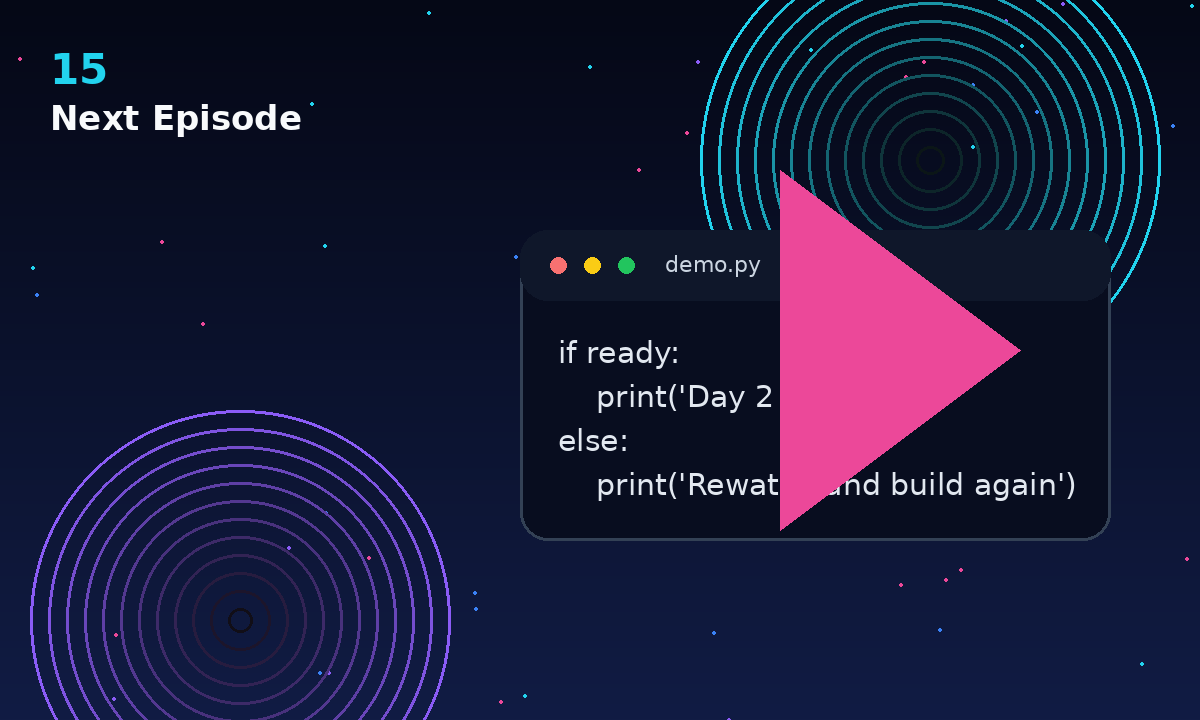 15
Next Episode
demo.py
if ready:
print('Day 2
else:
print('Rewat and build again')